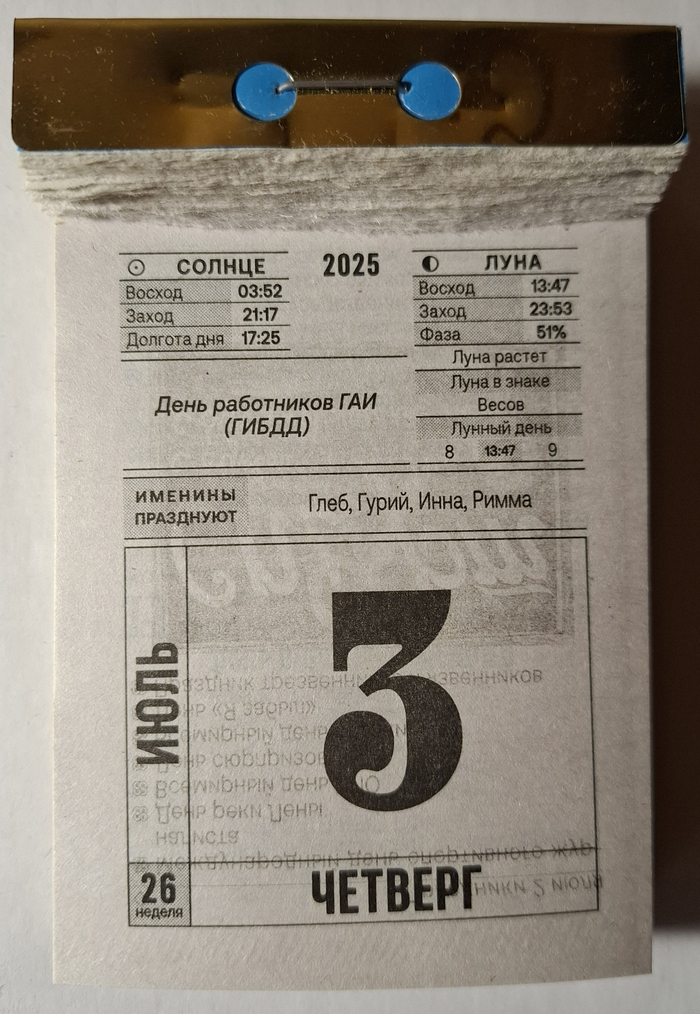 СОЛНЦЕ
Восход 03:52
Заход 21:17
Долгота дня 17:25
2025
ЛУНА
Восход 13:47
Заход 23:53
Фаза 51%
Луна растет
Луна в знаке
Весов
Лунный день
8 13:47 9
День работников ГАИ
(ГИБДД)
ИМЕНИНЫ
ПРАЗДНУЮТ
Глеб, Гурий, Инна, Римма
ИЮЛЬ
3
26
неделя
ЧЕТВЕРГ